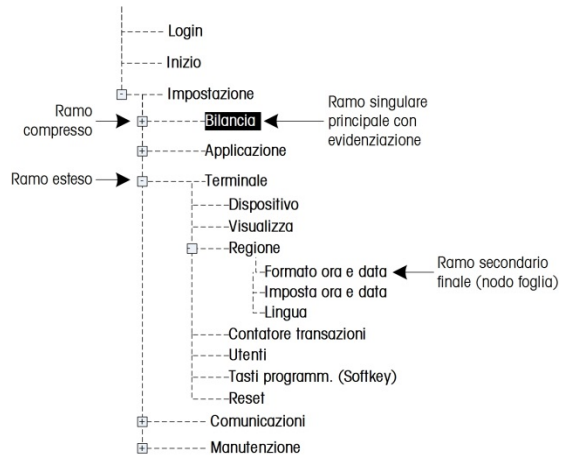 Login
Inizio
Impostazione
Ramo
compresso
Bilancia
Ramo singulare
principale con
evidenziazione
Applicazione
Ramo esteso
Terminale
Dispositivo
Visualizza
Regione
Formato ora e data
Ramo secondario
finale (nodo foglia)
Imposta ora e data
Lingua
Contatore transazioni
Utenti
Tasti programm. (Softkey)
Reset
Comunicazioni
Manutenzione